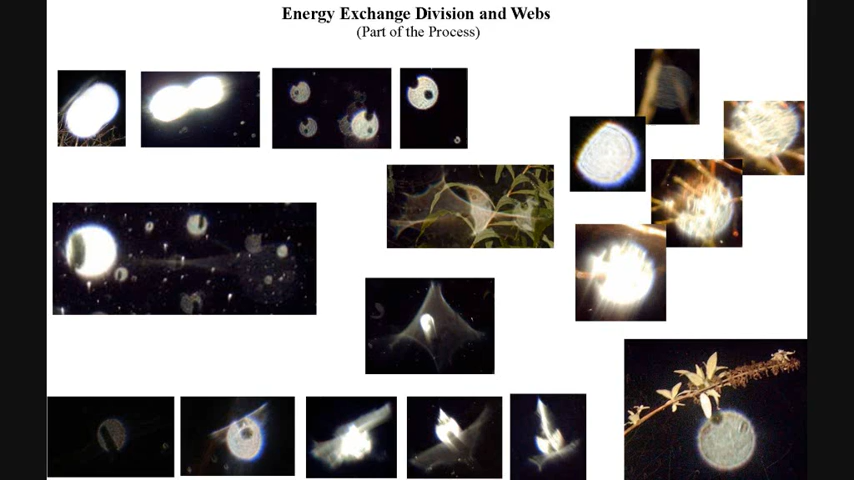 Energy Exchange Division and Webs
(Part of the Process)